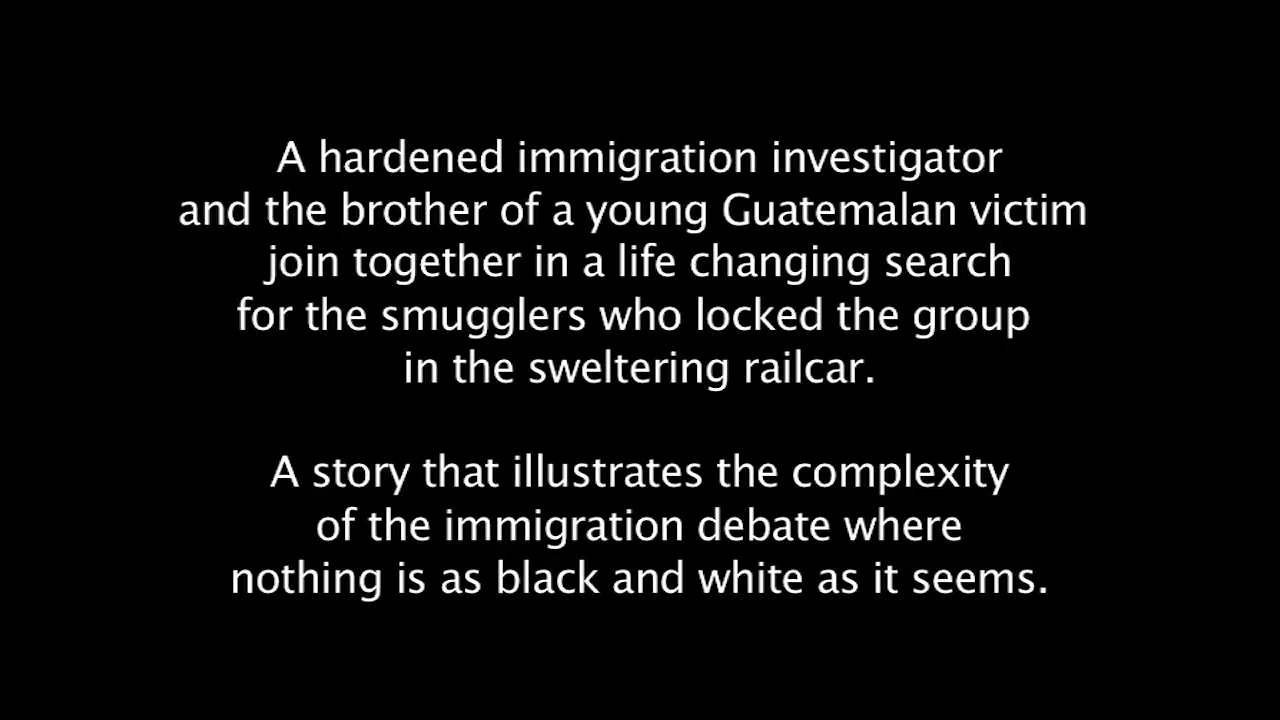 A hardened immigration investigator
and the brother of a young Guatemalan victim
join together in a life changing search
for the smugglers who locked the group
in the sweltering railcar.
A story that illustrates the complexity
of the immigration debate where
nothing is as black and white as it seems.